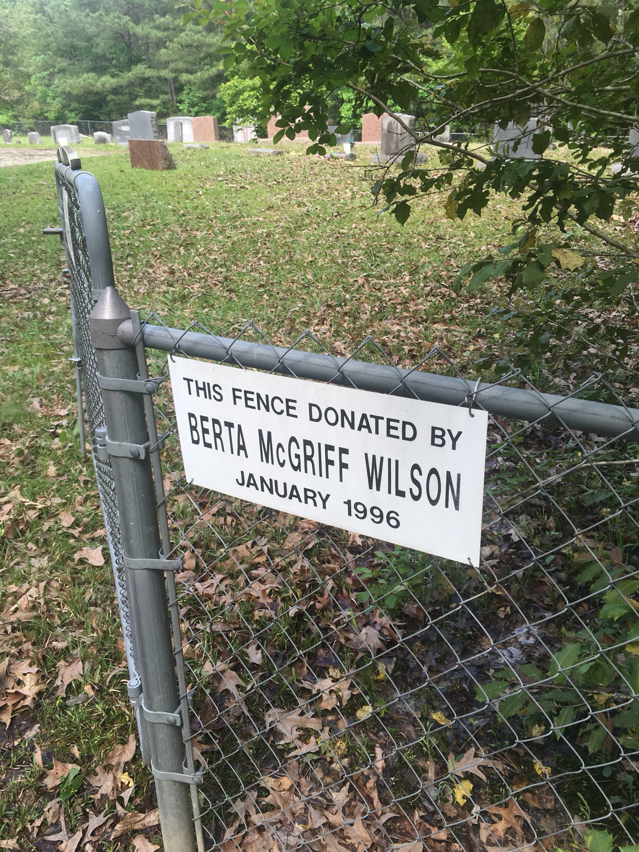 THIS FENCE DONATED BY
BERTA McGRIFF WILSON
JANUARY 1996